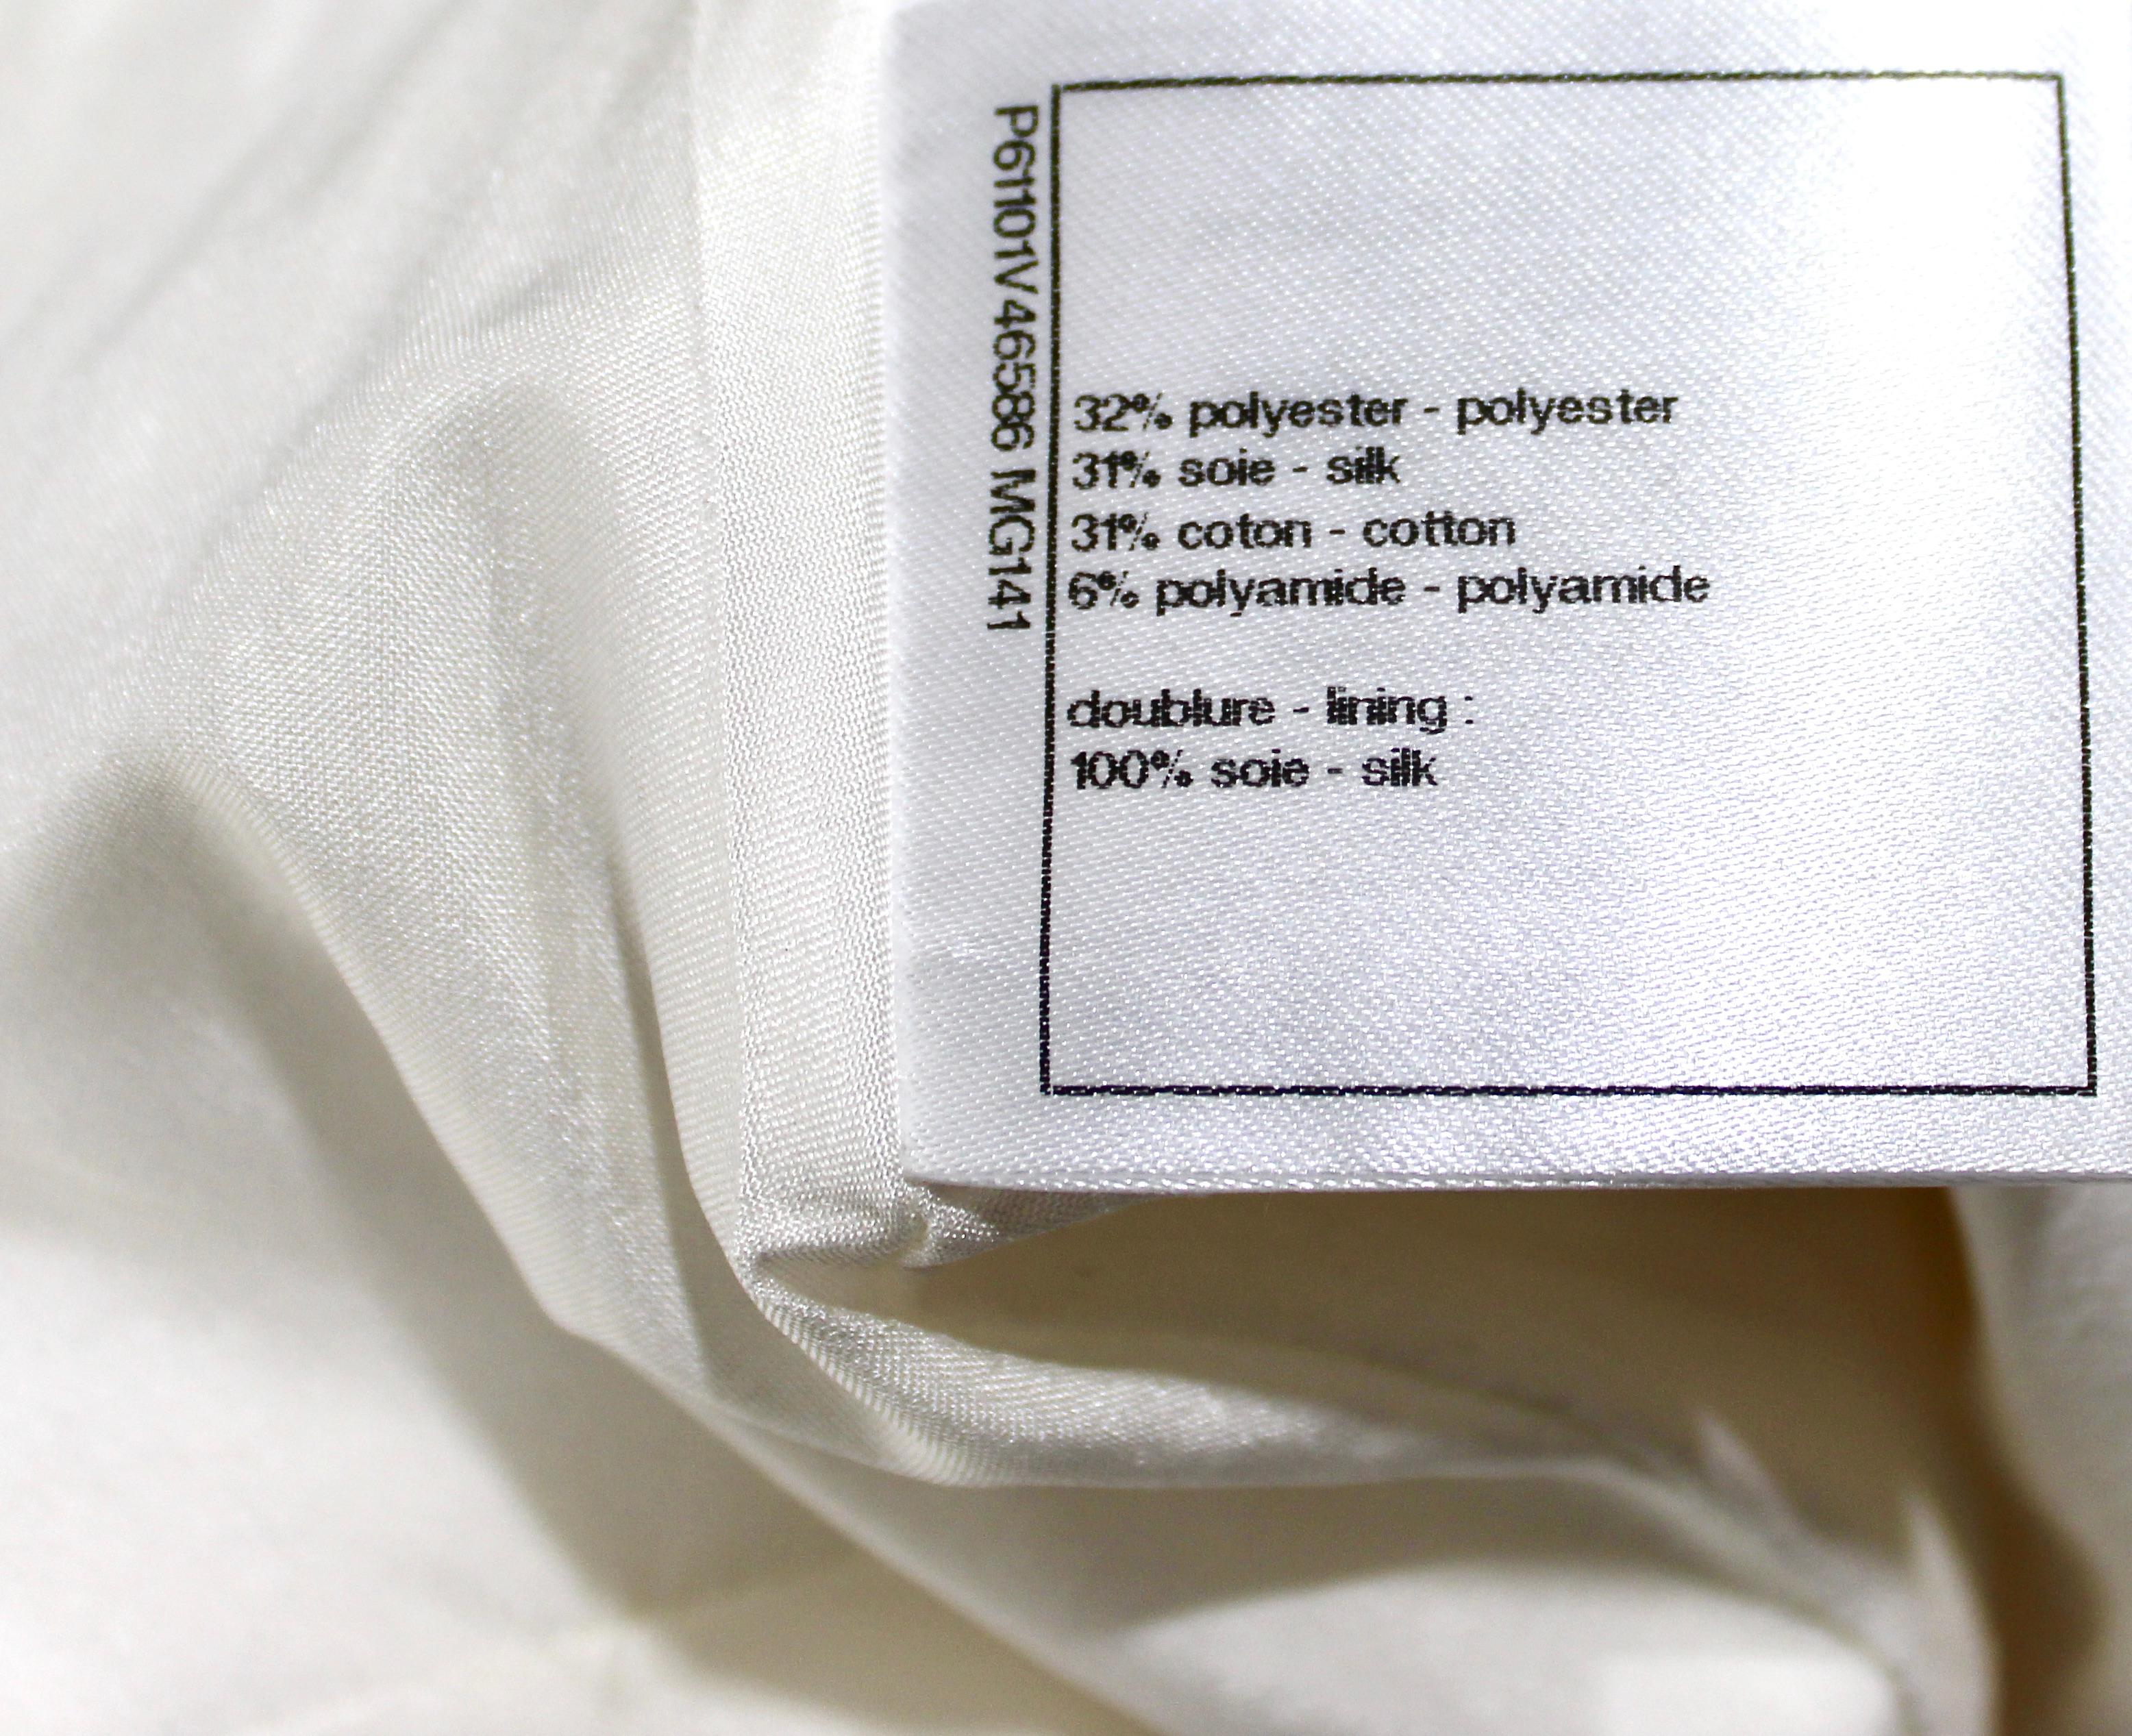 P61101V46586 MG141
32% polyester - polyester
31% soie - silk
31% coton - cotton
6% polyamide - polyamide
doublure - lining :
100% soie - silk